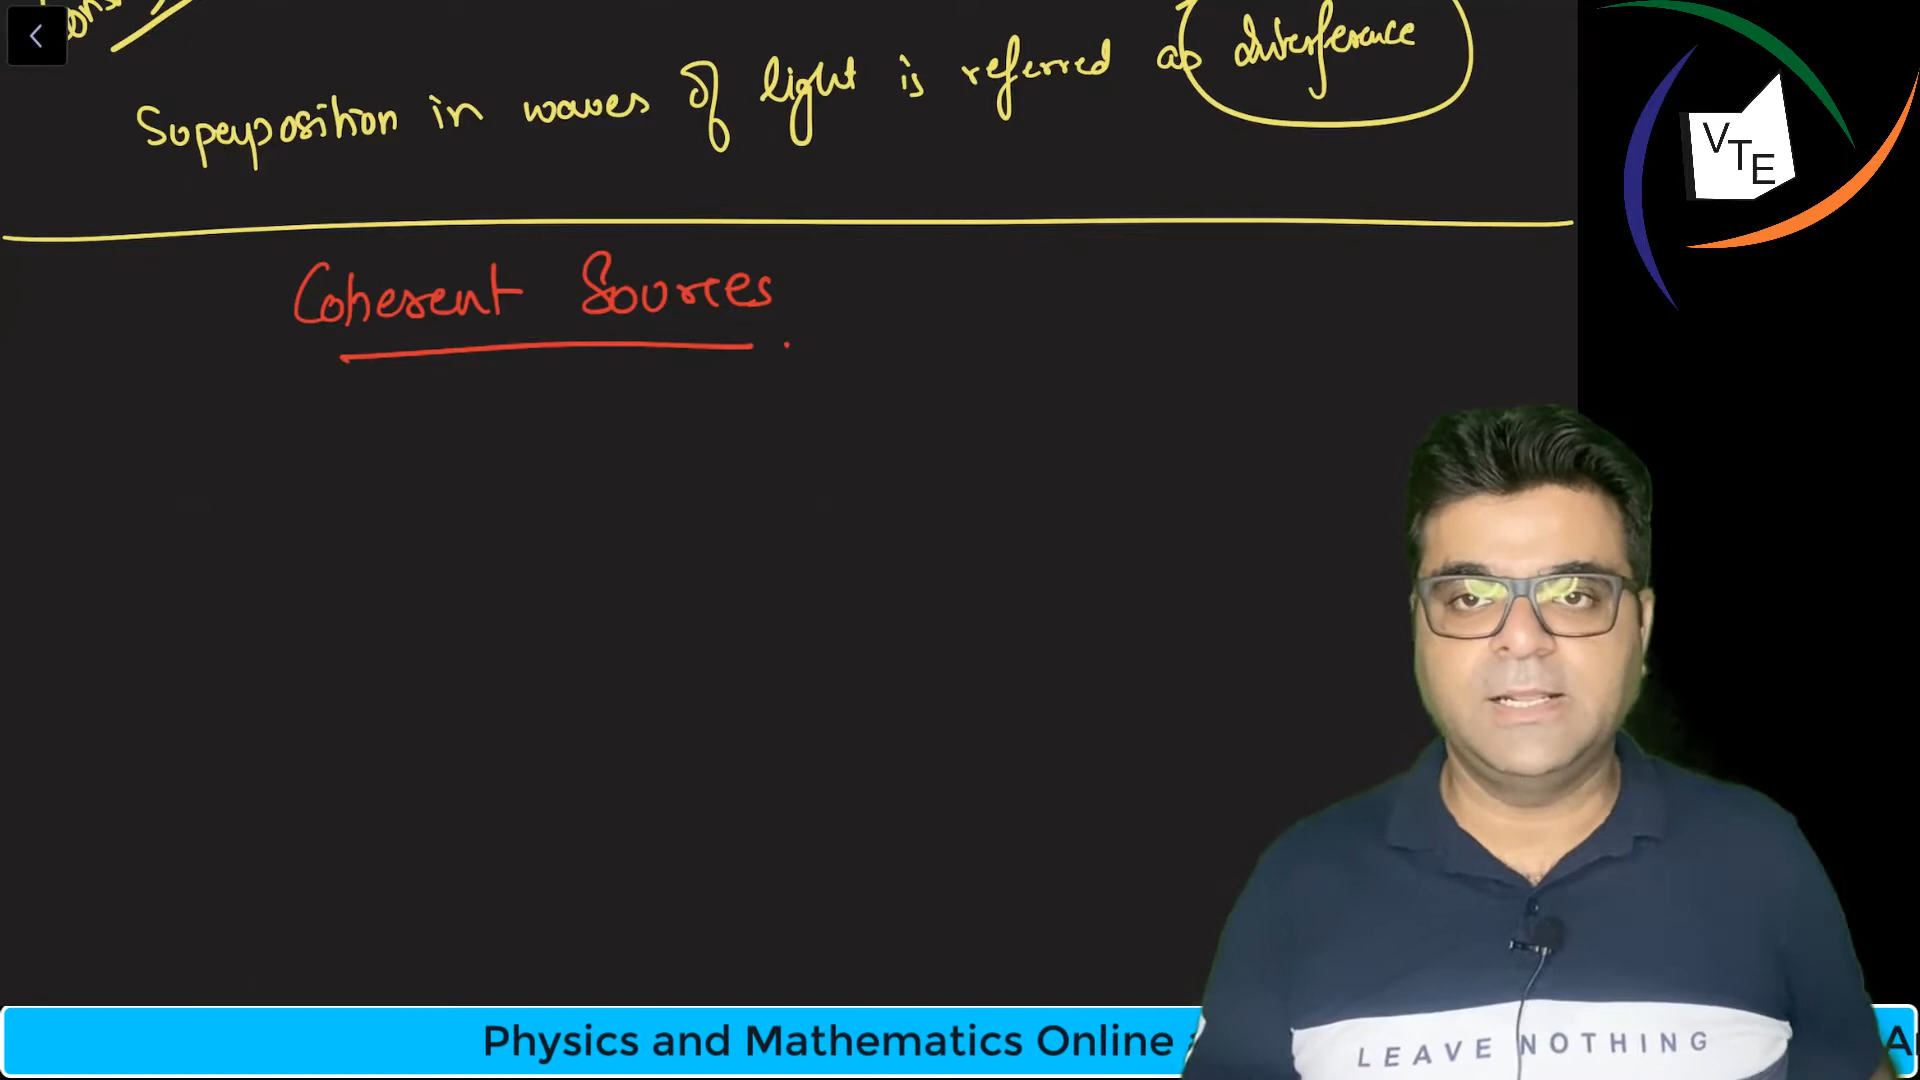 Superposition in waves of light is referred as Interference
VTE
Coherent Sources
LEAVE NOTHING
Physics and Mathematics Online